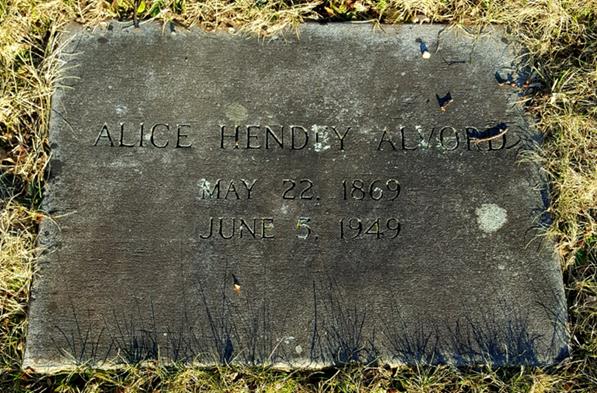 ALICE HENDEY ALVORD
MAY 22, 1869
JUNE 5, 1949